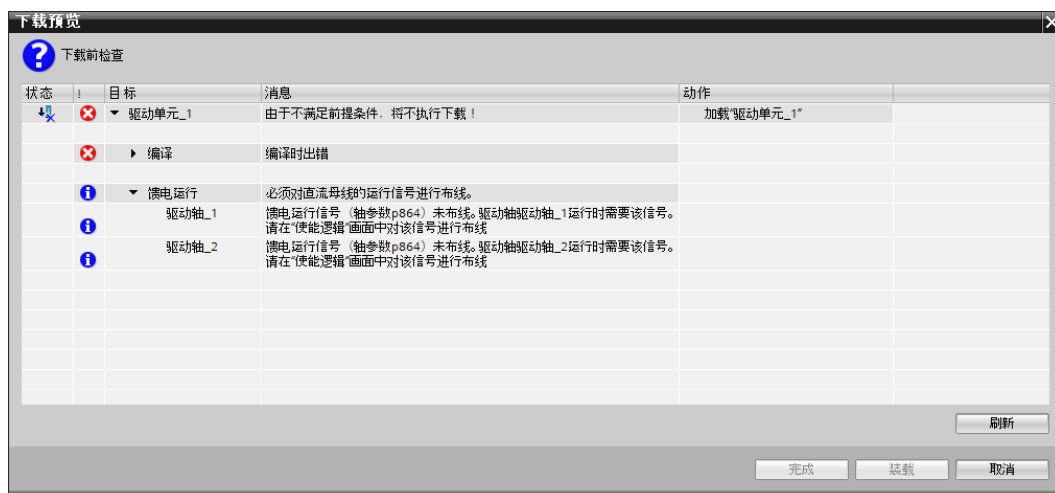 下载预览
下载前检查
状态 ! 目标 消息 动作
驱动单元_1 由于不满足前提条件，将不执行下载！ 加载"驱动单元_1"
编译 编译时出错
馈电运行 必须对直流母线的运行信号进行布线。
驱动轴_1 馈电运行信号（轴参数p864）未布线。驱动轴驱动轴_1运行时需要该信号。
请在"使能逻辑"画面中对该信号进行布线
驱动轴_2 馈电运行信号（轴参数p864）未布线。驱动轴驱动轴_2运行时需要该信号。
请在"使能逻辑"画面中对该信号进行布线
刷新
完成 装载 取消